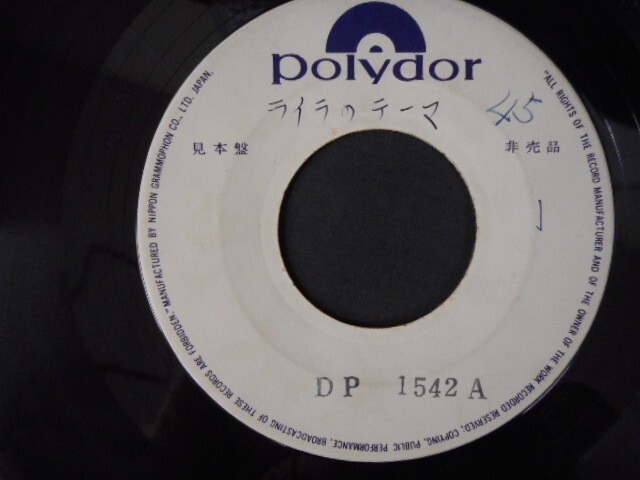 polydor
ライラのテーマ 45
見本盤 非売品
1
DP 1542 A
"ALL RIGHTS OF THE RECORD MANUFACTURER AND OF THE OWNER OF THE WORK RECORDED RESERVED; COPYING, PUBLIC PERFORMANCE, BROADCASTING OF THESE RECORDS ARE FORBIDDEN." MANUFACTURED BY NIPPON GRAMMOPHON CO., LTD. JAPAN.